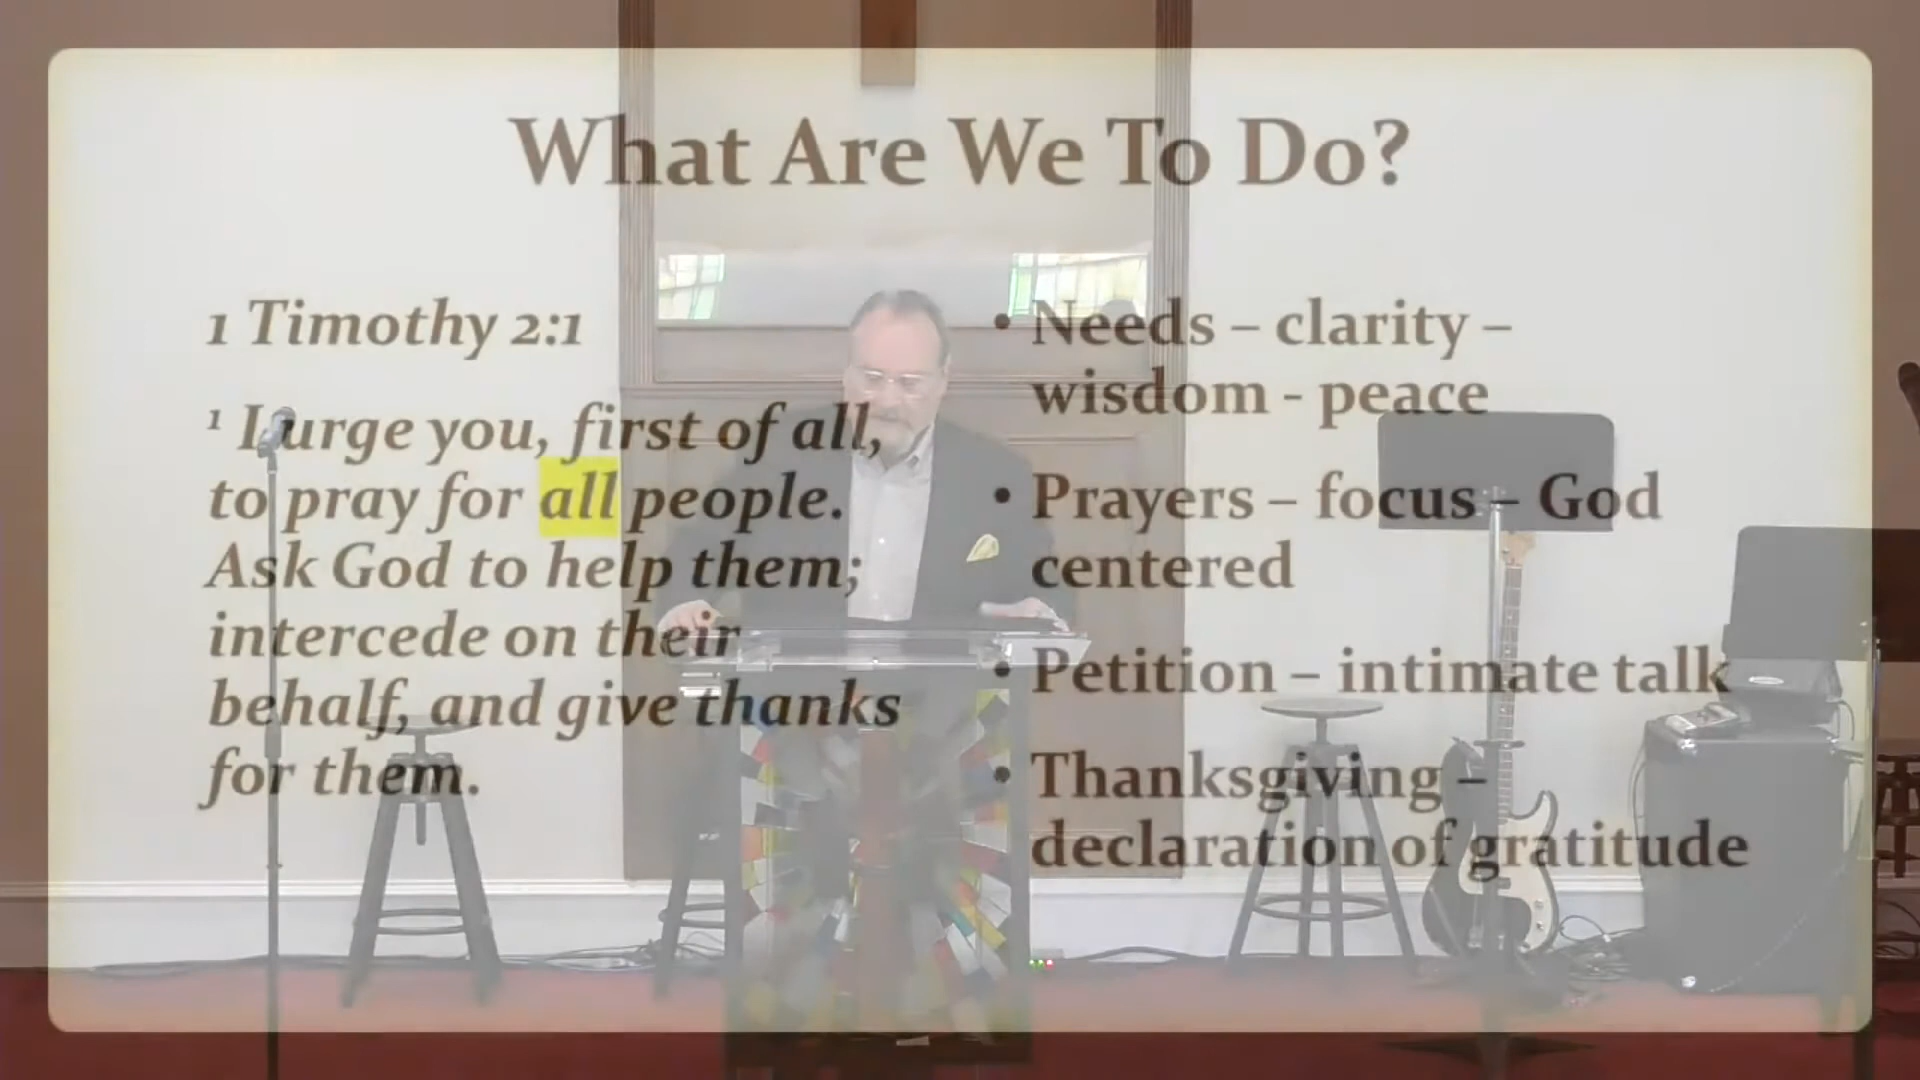 What Are We To Do?
1 Timothy 2:1
¹ I urge you, first of all,
to pray for all people.
Ask God to help them;
intercede on their
behalf, and give thanks
for them.
• Needs – clarity –
wisdom - peace
• Prayers – focus – God
centered
• Petition – intimate talk
• Thanksgiving –
declaration of gratitude